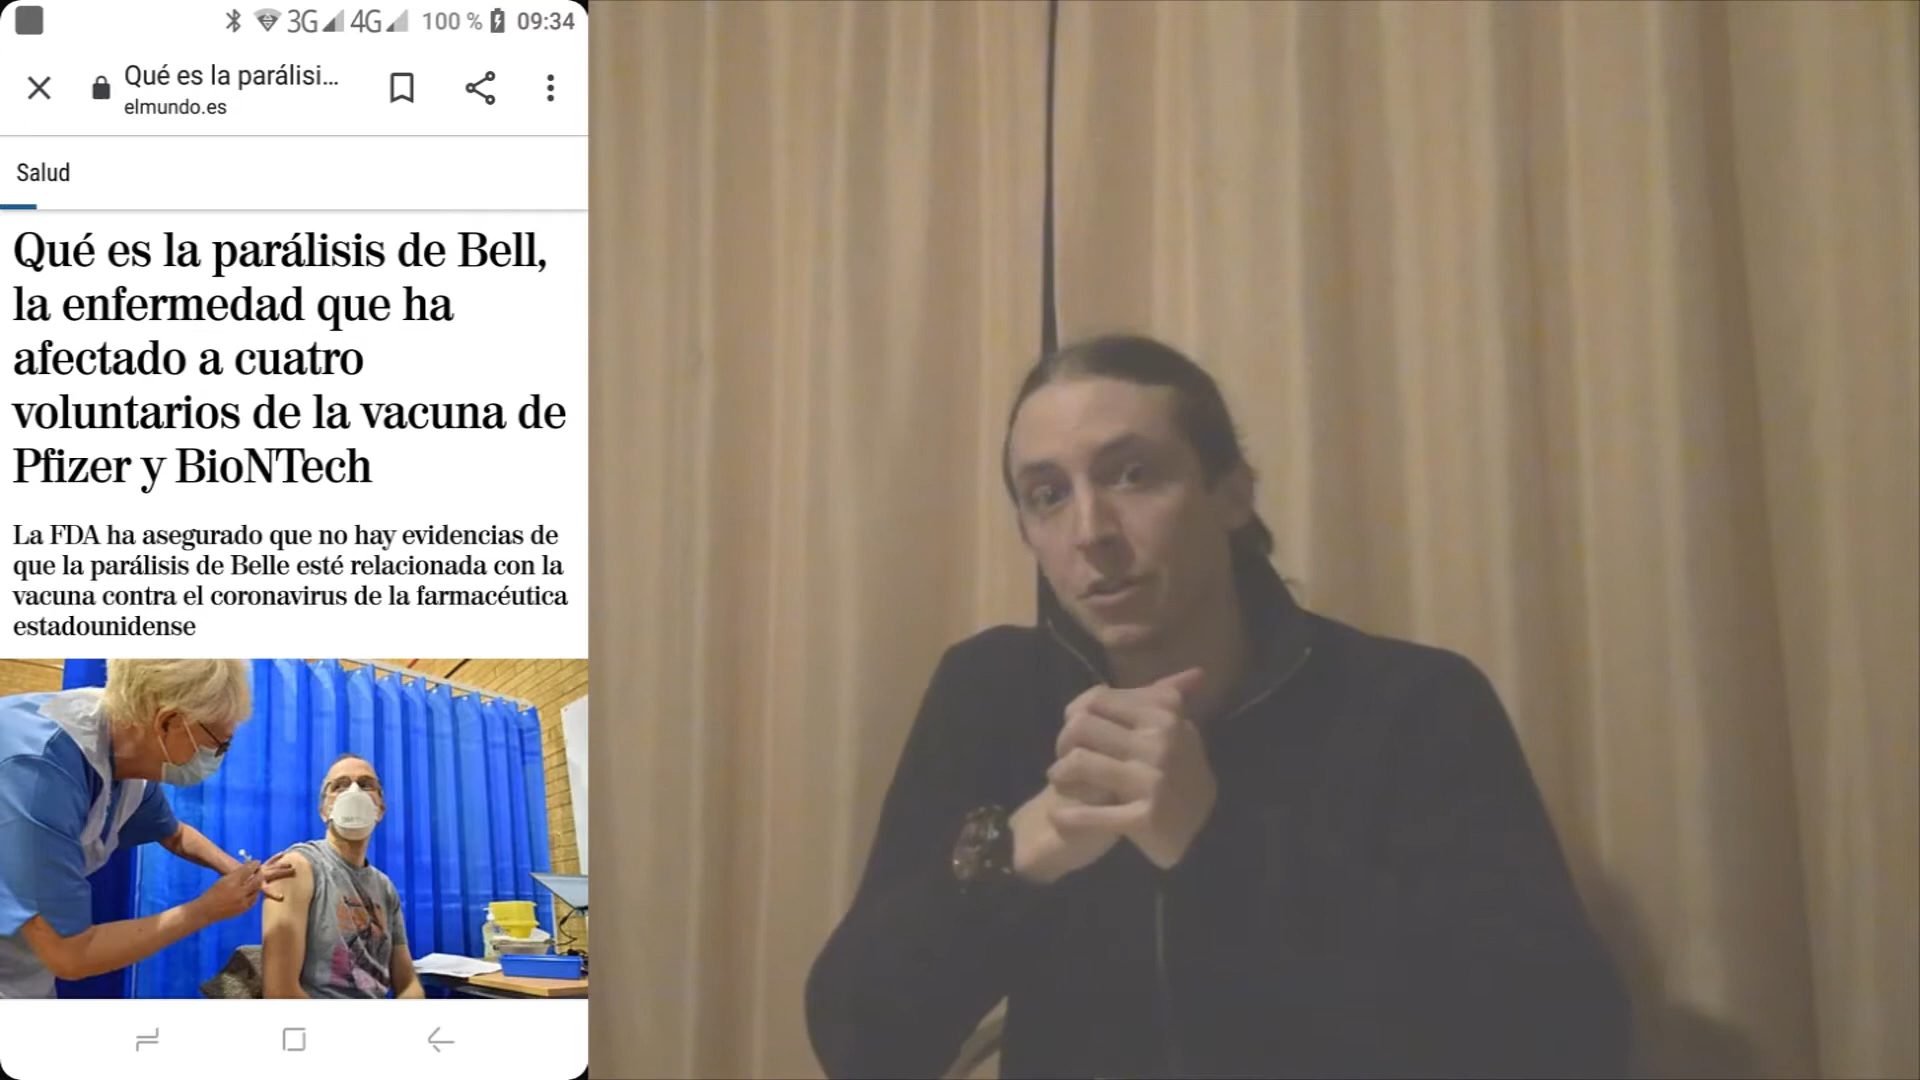 3G 4G 100 % 09:34
Qué es la parálisi...
elmundo.es
Salud
Qué es la parálisis de Bell,
la enfermedad que ha
afectado a cuatro
voluntarios de la vacuna de
Pfizer y BioNTech
La FDA ha asegurado que no hay evidencias de
que la parálisis de Belle esté relacionada con la
vacuna contra el coronavirus de la farmacéutica
estadounidense